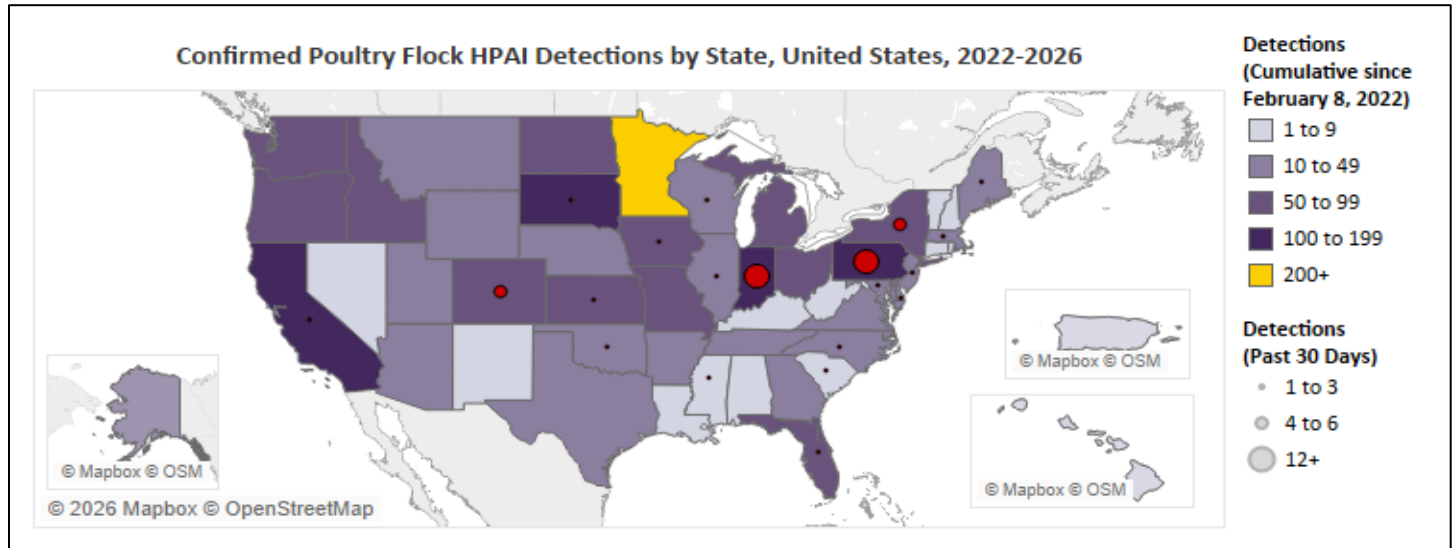 Confirmed Poultry Flock HPAI Detections by State, United States, 2022-2026
Detections
(Cumulative since
February 8, 2022)
1 to 9
10 to 49
50 to 99
100 to 199
200+
Detections
(Past 30 Days)
1 to 3
4 to 6
12+
© Mapbox © OSM
© Mapbox © OSM
© Mapbox © OSM
© 2026 Mapbox © OpenStreetMap